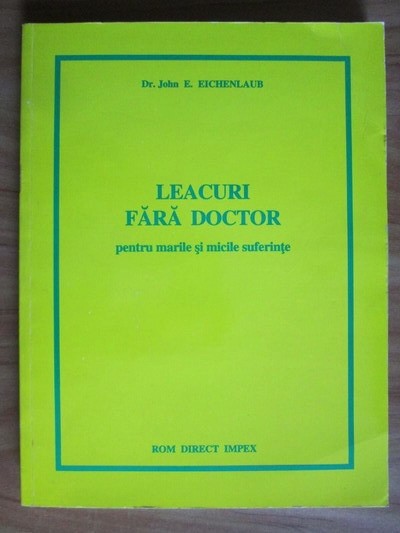 Dr. John E. EICHENLAUB
LEACURI
FĂRĂ DOCTOR
pentru marile şi micile suferinţe
ROM DIRECT IMPEX